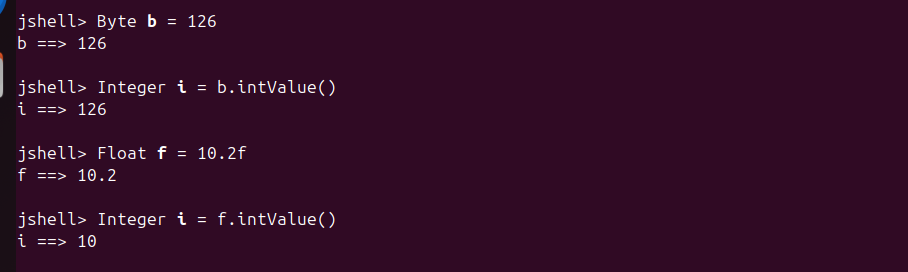 jshell> Byte b = 126
b ==> 126
jshell> Integer i = b.intValue()
i ==> 126
jshell> Float f = 10.2f
f ==> 10.2
jshell> Integer i = f.intValue()
i ==> 10